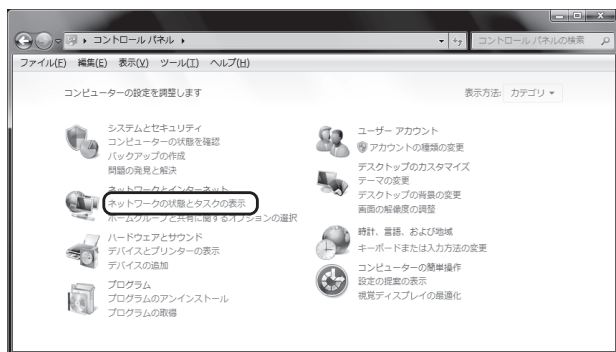 コントロール パネル
コントロール パネルの検索
ファイル(F) 編集(E) 表示(V) ツール(T) ヘルプ(H)
コンピューターの設定を調整します
表示方法: カテゴリ
システムとセキュリティ
コンピューターの状態を確認
バックアップの作成
問題の発見と解決
ネットワークとインターネット
ネットワークの状態とタスクの表示
ホームグループと共有に関するオプションの選択
ハードウェアとサウンド
デバイスとプリンターの表示
デバイスの追加
プログラム
プログラムのアンインストール
プログラムの取得
ユーザー アカウント
アカウントの種類の変更
デスクトップのカスタマイズ
テーマの変更
デスクトップの背景の変更
画面の解像度の調整
時計、言語、および地域
キーボードまたは入力方法の変更
コンピューターの簡単操作
設定の提案の表示
視覚ディスプレイの最適化